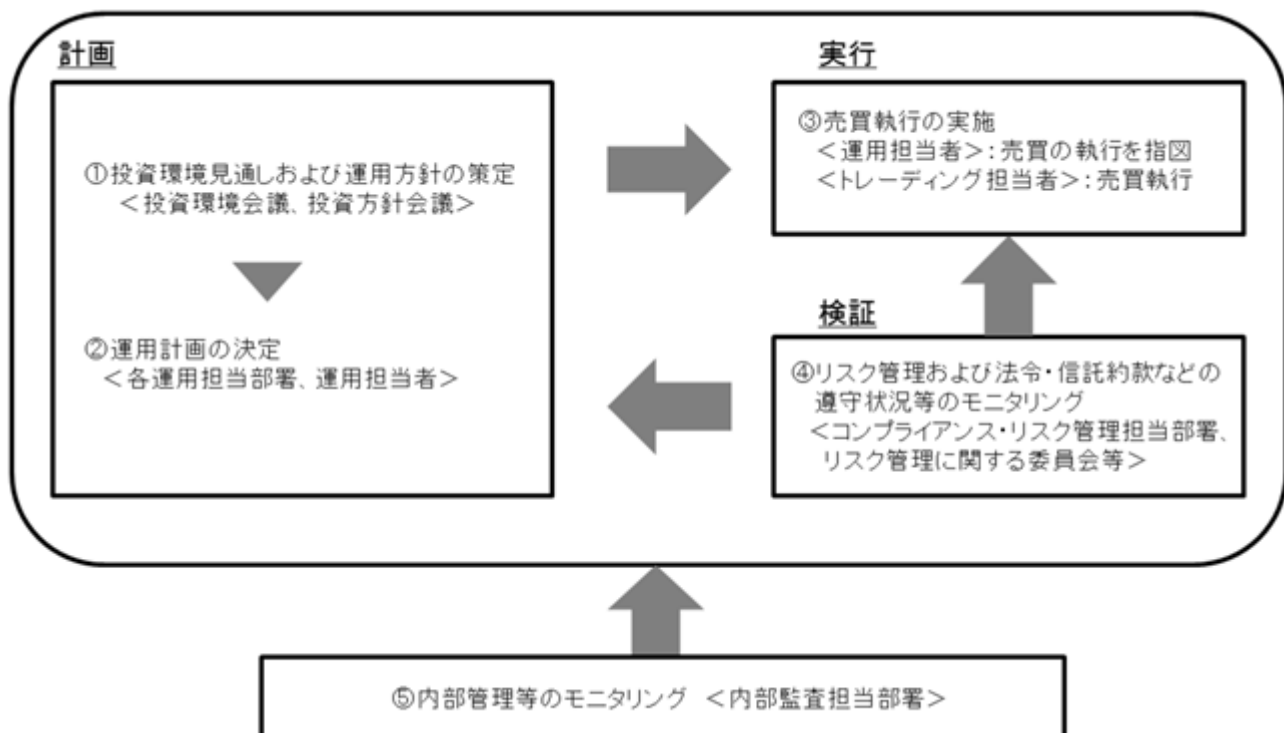 計画
①投資環境見通しおよび運用方針の策定
＜投資環境会議、投資方針会議＞
②運用計画の決定
＜各運用担当部署、運用担当者＞
実行
③売買執行の実施
＜運用担当者＞：売買の執行を指図
＜トレーディング担当者＞：売買執行
検証
④リスク管理および法令・信託約款などの
遵守状況等のモニタリング
＜コンプライアンス・リスク管理担当部署、
リスク管理に関する委員会等＞
⑤内部管理等のモニタリング ＜内部監査担当部署＞